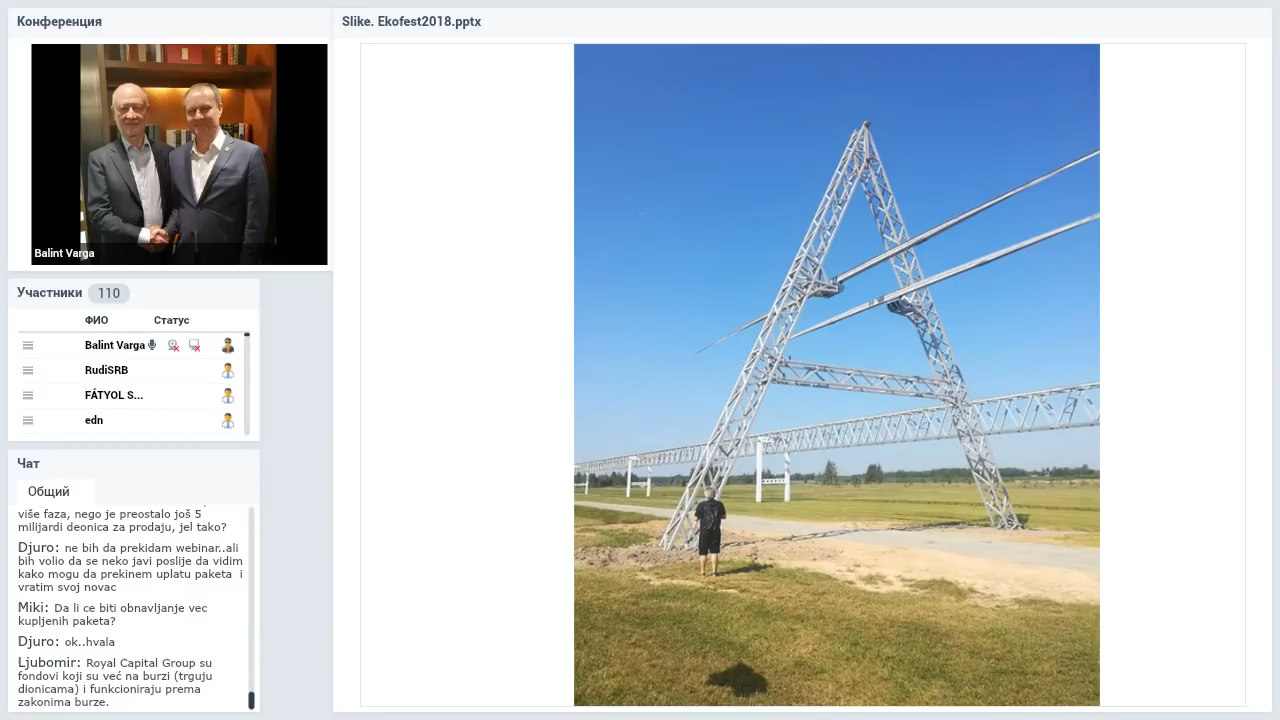 Конференция
Balint Varga
Участники 110
ФИО Статус
Balint Varga
RudiSRB
FÁTYOL S...
edn
Чат
Общий
više faza, nego je preostalo još 5
milijardi deonica za prodaju, jel tako?
Djuro: ne bih da prekidam webinar..ali
bih volio da se neko javi poslije da vidim
kako mogu da prekinem uplatu paketa i
vratim svoj novac
Miki: Da li ce biti obnavljanje vec
kupljenih paketa?
Djuro: ok..hvala
Ljubomir: Royal Capital Group su
fondovi koji su već na burzi (trguju
dionicama) i funkcioniraju prema
zakonima burze.
Slike. Ekofest2018.pptx